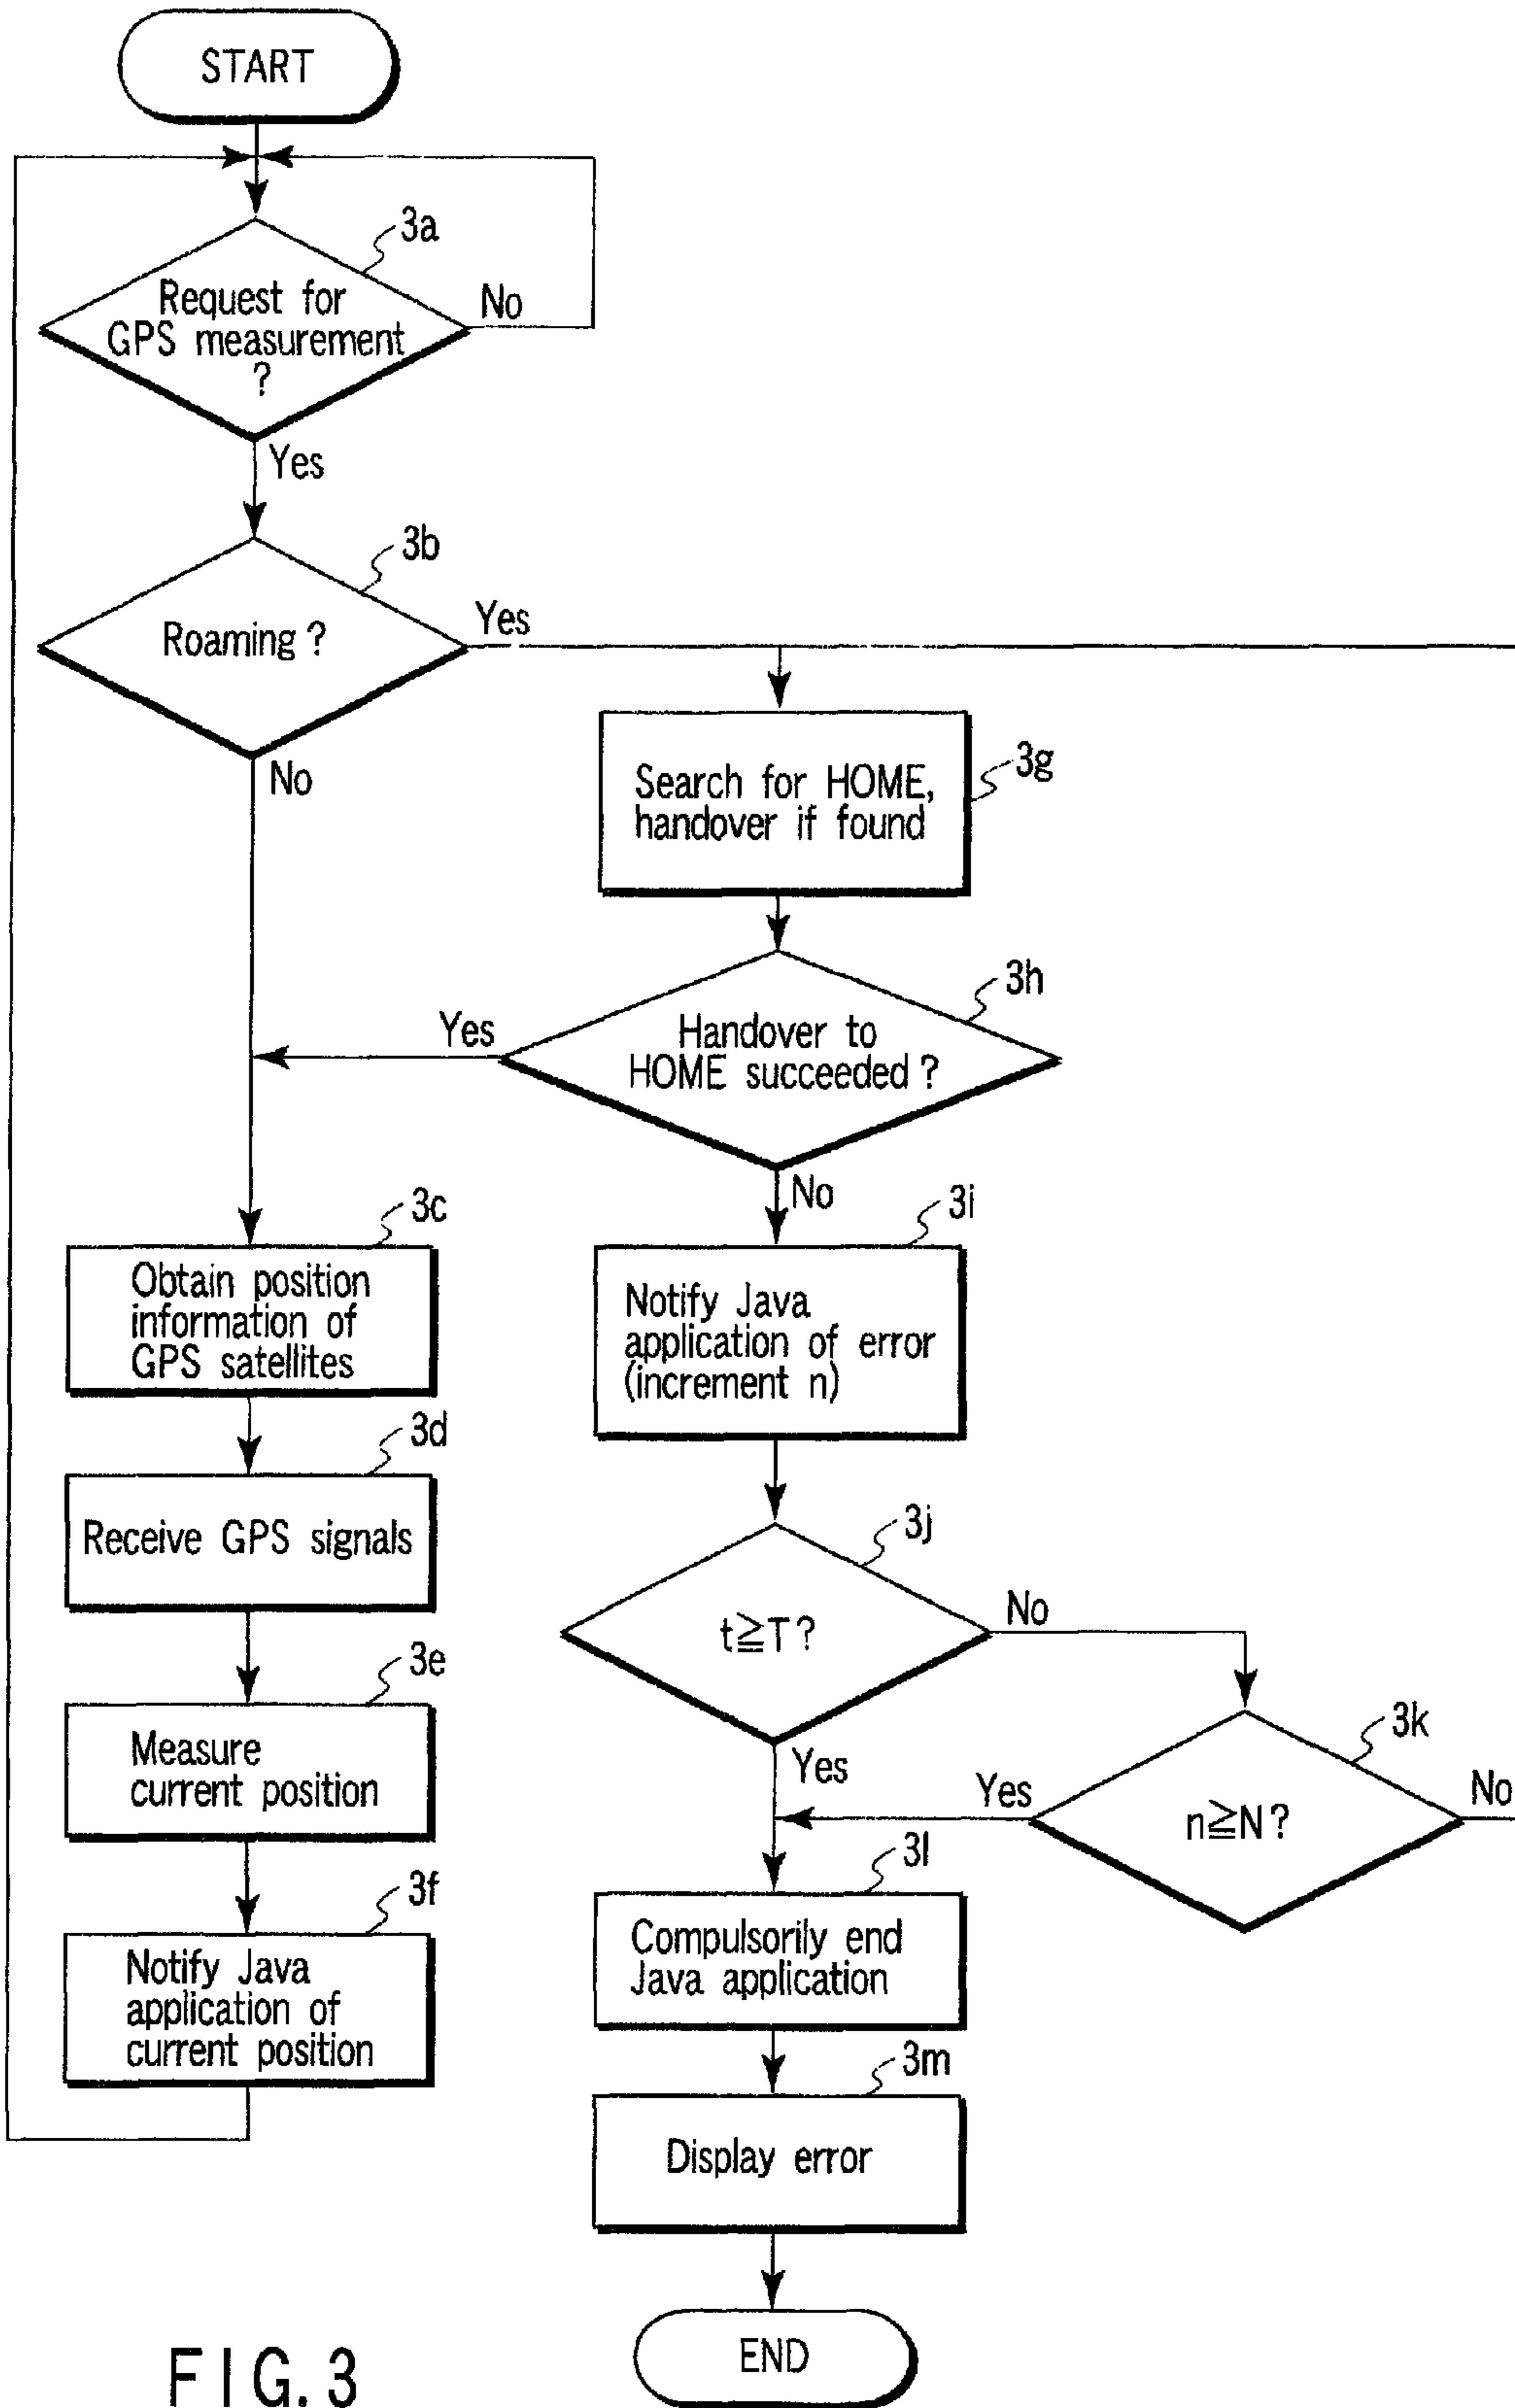 START
3a
Request for
GPS measurement
?
No
Yes
3b
Roaming ?
Yes
No
Search for HOME,
handover if found
3g
3h
Handover to
HOME succeeded ?
Yes
No
3c
Obtain position
information of
GPS satellites
3i
Notify Java
application of error
(increment n)
3d
Receive GPS signals
3j
t≧T ?
No
Yes
3e
Measure
current position
3k
n≧N ?
Yes
No
3f
Notify Java
application of
current position
3l
Compulsorily end
Java application
3m
Display error
END
FIG. 3